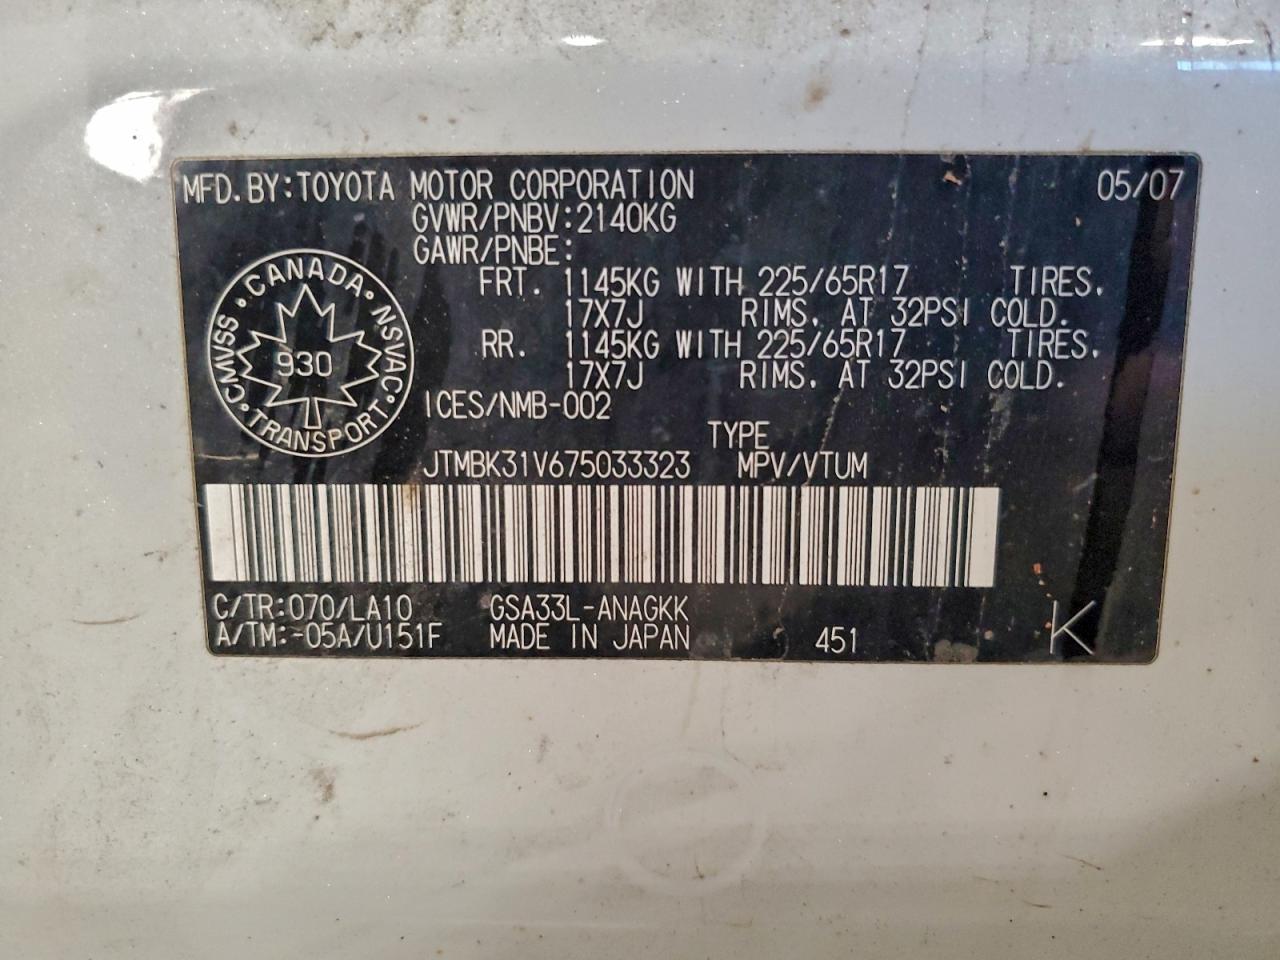 MFD.BY:TOYOTA MOTOR CORPORATION 05/07
GVWR/PNBV:2140KG
GAWR/PNBE:
FRT. 1145KG WITH 225/65R17 TIRES.
17X7J RIMS. AT 32PSI COLD.
RR. 1145KG WITH 225/65R17 TIRES.
17X7J RIMS. AT 32PSI COLD.
CANADA · NSVAC · TRANSPORT · CMVSS
930
ICES/NMB-002
TYPE
JTMBK31V675033323 MPV/VTUM
C/TR:070/LA10 GSA33L-ANAGKK
A/TM:-05A/U151F MADE IN JAPAN 451 K